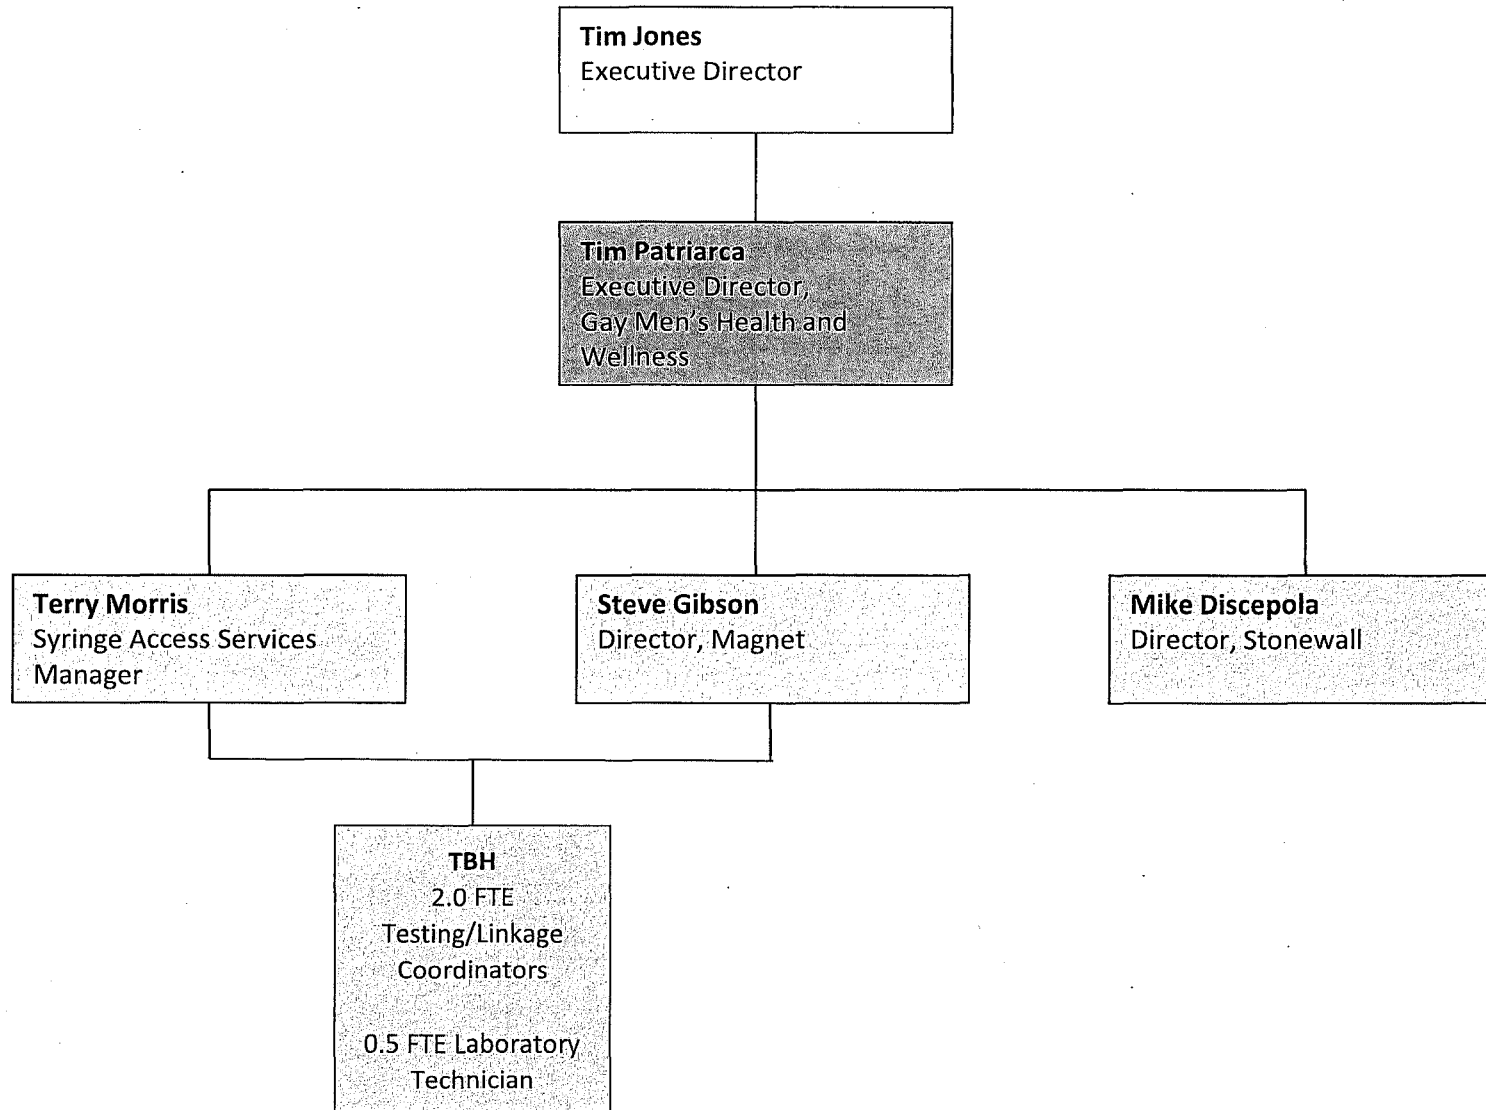 Tim Jones
Executive Director
Tim Patriarca
Executive Director,
Gay Men's Health and
Wellness
Terry Morris
Syringe Access Services
Manager
Steve Gibson
Director, Magnet
Mike Discepola
Director, Stonewall
TBH
2.0 FTE
Testing/Linkage
Coordinators
0.5 FTE Laboratory
Technician